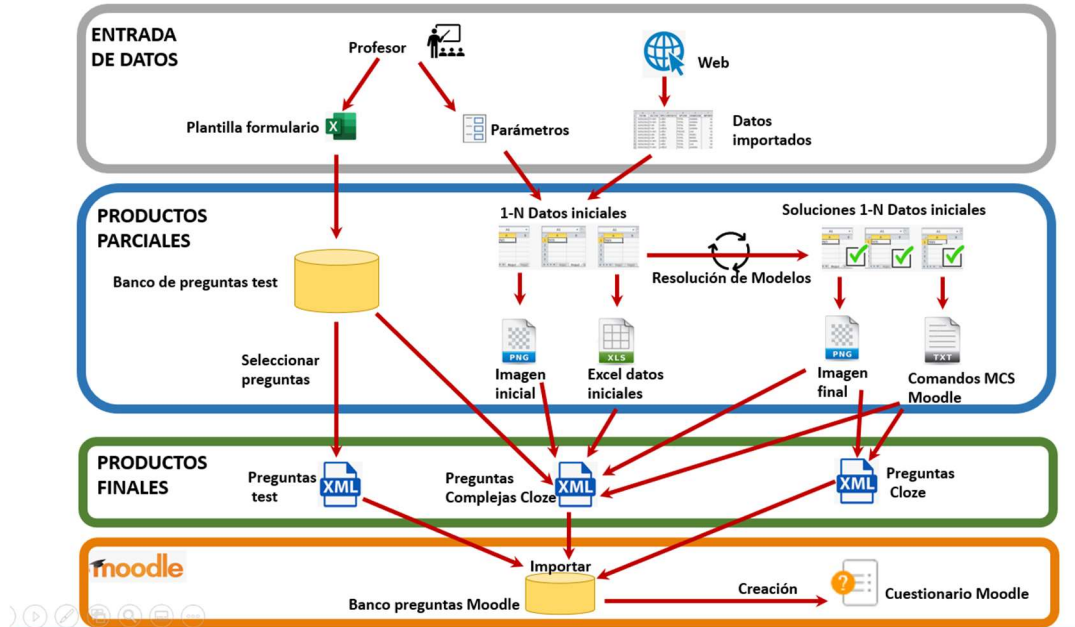 ENTRADA
DE DATOS
Profesor
Web
Plantilla formulario
Parámetros
Datos
importados
PRODUCTOS
PARCIALES
1-N Datos iniciales
Soluciones 1-N Datos iniciales
Banco de preguntas test
Resolución de Modelos
PNG
XLS
PNG
TXT
Seleccionar
preguntas
Imagen
inicial
Excel datos
iniciales
Imagen
final
Comandos MCS
Moodle
PRODUCTOS
FINALES
Preguntas
test
XML
Preguntas
Complejas Cloze
XML
XML
Preguntas
Cloze
moodle
Importar
Banco preguntas Moodle
Creación
Cuestionario Moodle